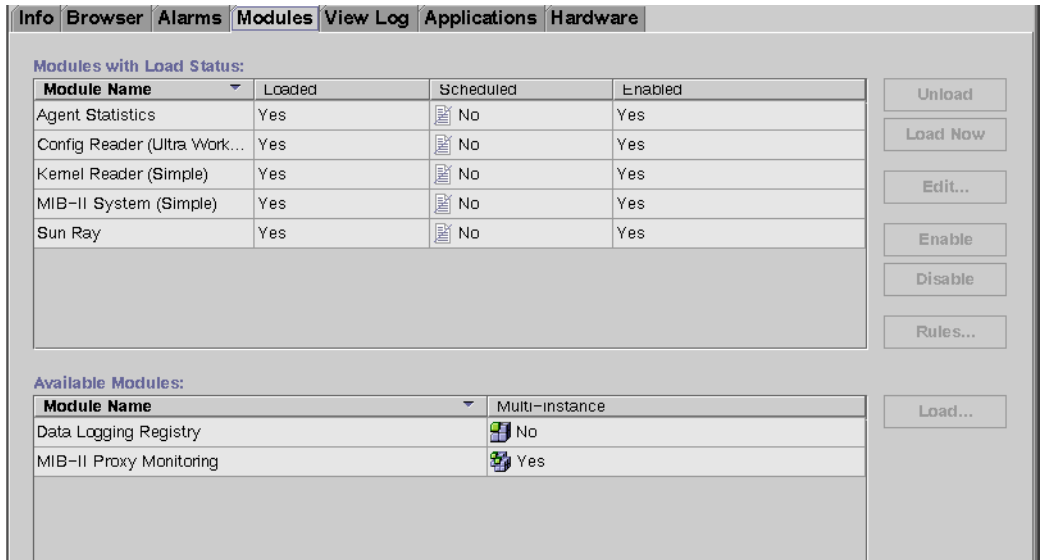 Info Browser Alarms Modules View Log Applications Hardware
Modules with Load Status:
Module Name Loaded Scheduled Enabled
Agent Statistics Yes No Yes
Config Reader (Ultra Work... Yes No Yes
Kernel Reader (Simple) Yes No Yes
MIB-II System (Simple) Yes No Yes
Sun Ray Yes No Yes
Unload
Load Now
Edit...
Enable
Disable
Rules...
Available Modules:
Module Name Multi-Instance
Data Logging Registry No
MIB-II Proxy Monitoring Yes
Load...